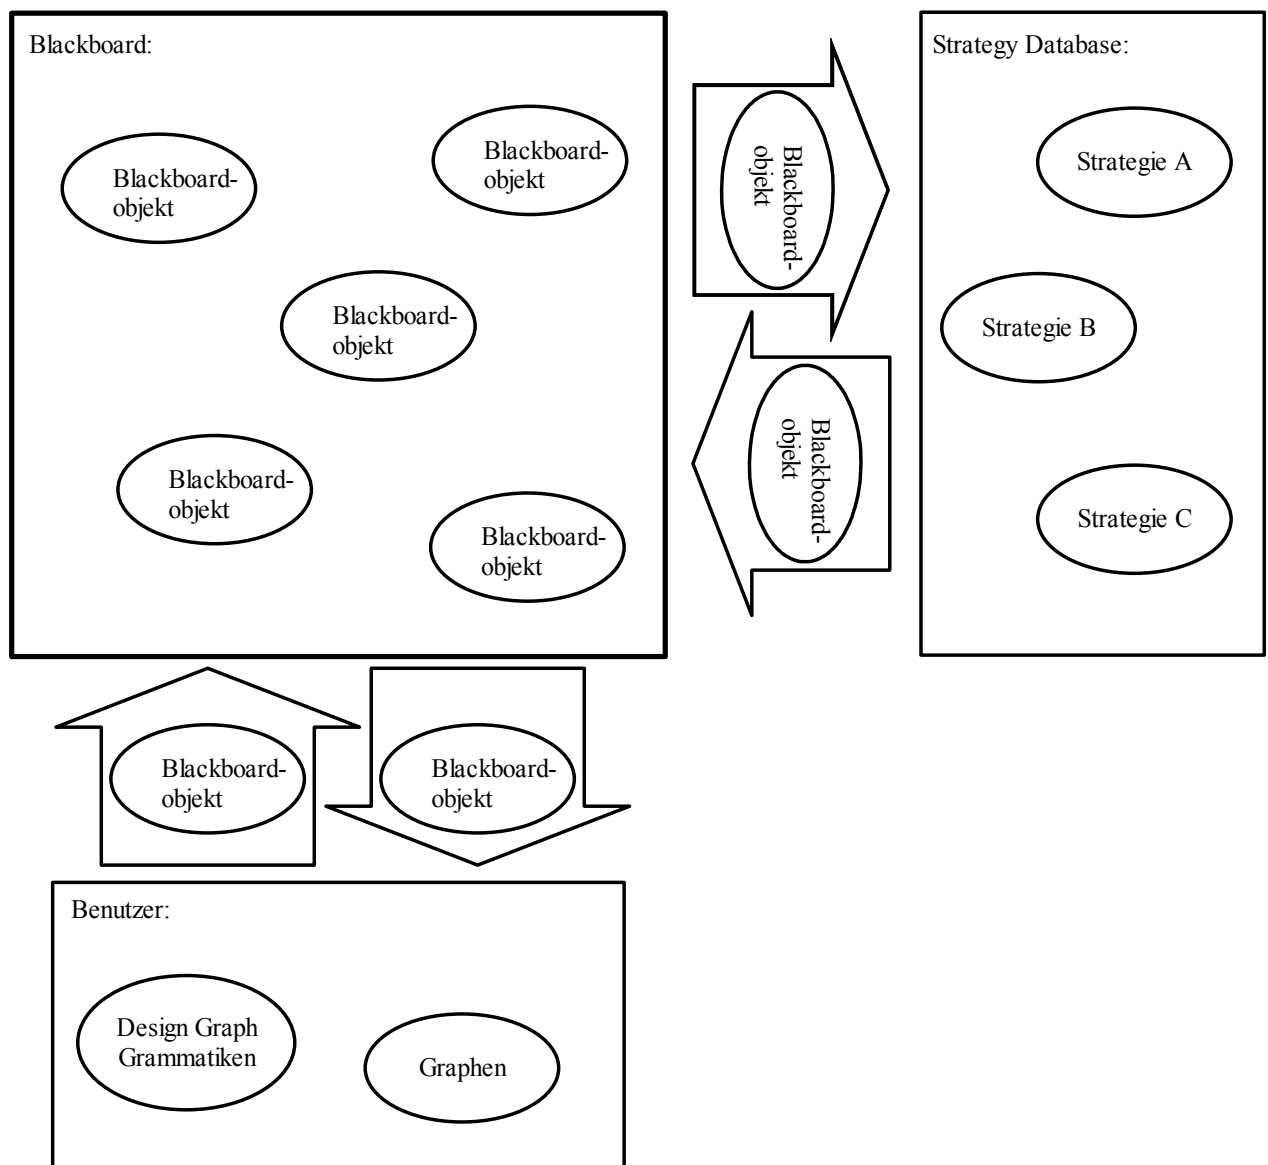 Blackboard:
Blackboard-
objekt
Blackboard-
objekt
Blackboard-
objekt
Blackboard-
objekt
Blackboard-
objekt
Blackboard-
objekt
Blackboard-
objekt
Strategy Database:
Strategie A
Strategie B
Strategie C
Blackboard-
objekt
Blackboard-
objekt
Benutzer:
Design Graph
Grammatiken
Graphen